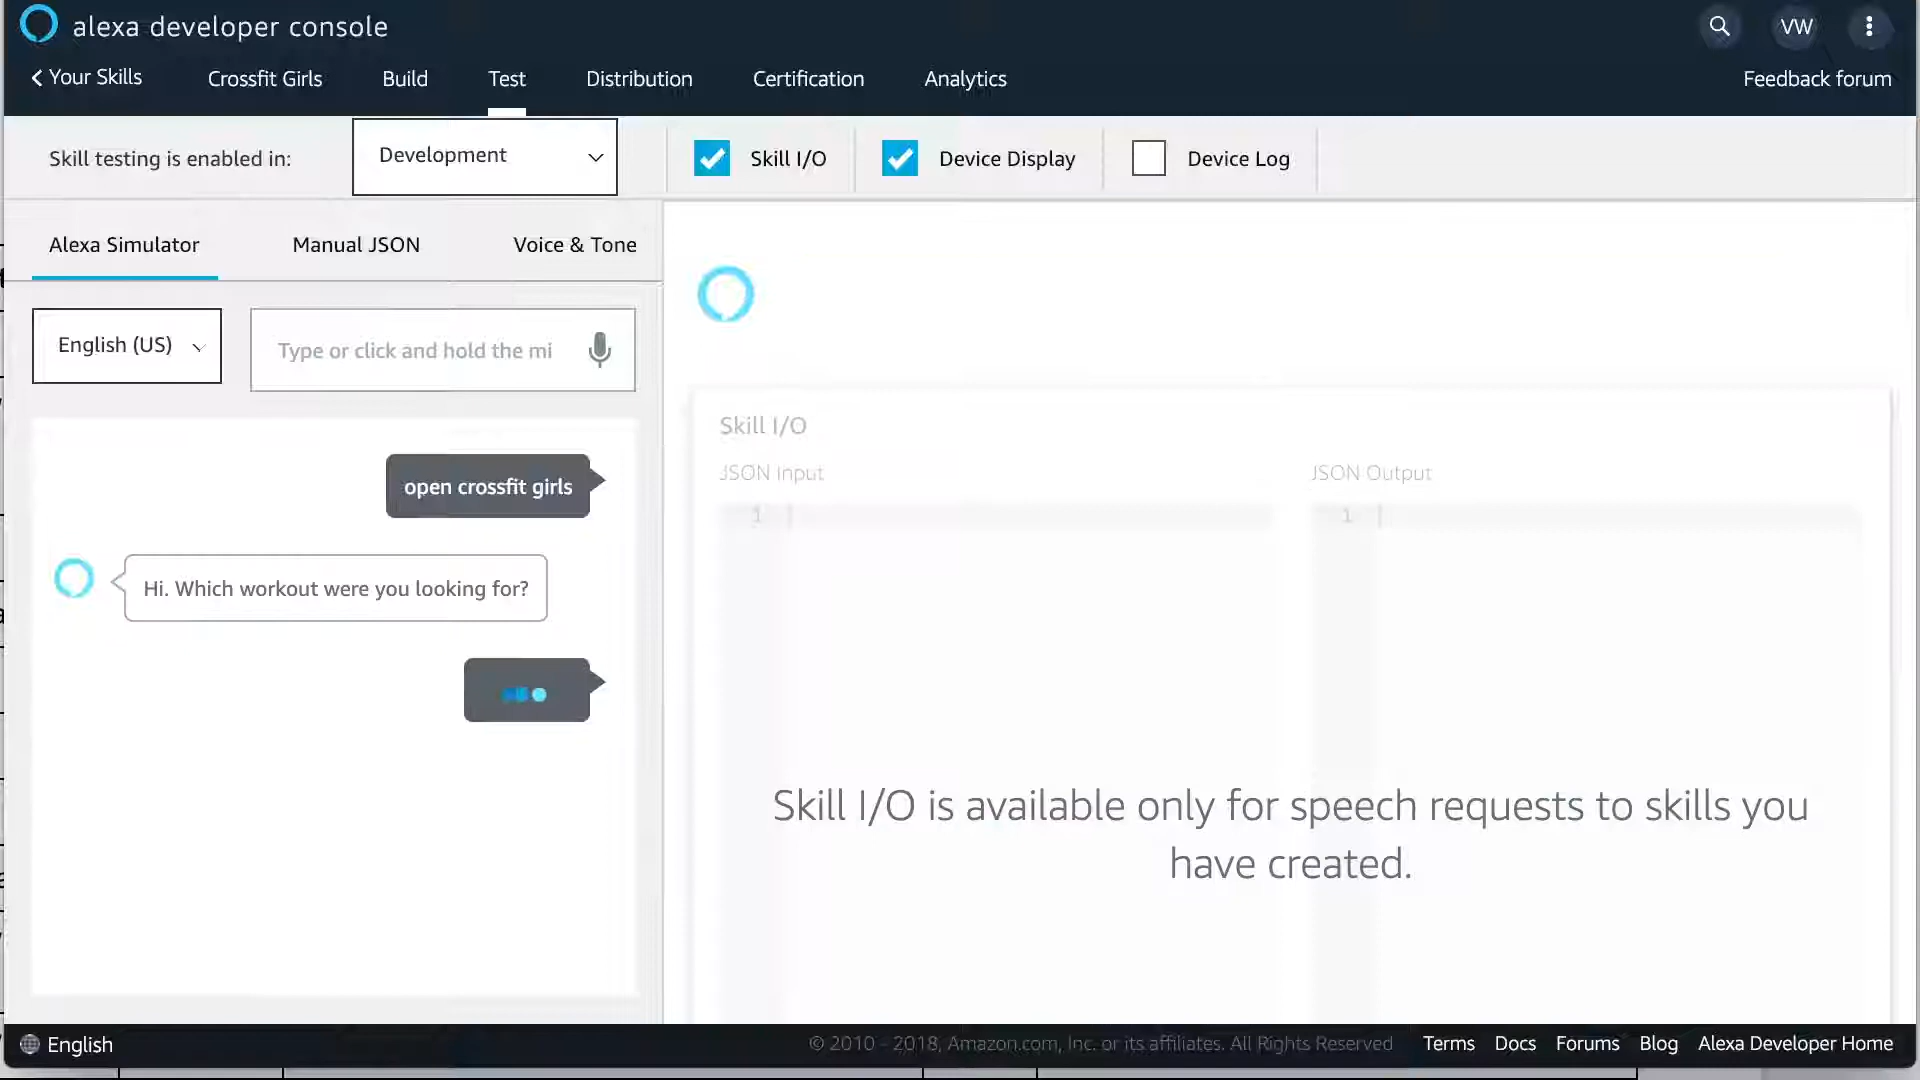 alexa developer console
VW
Your Skills
Crossfit Girls
Build
Test
Distribution
Certification
Analytics
Feedback forum
Skill testing is enabled in:
Development
Skill I/O
Device Display
Device Log
Alexa Simulator
Manual JSON
Voice & Tone
English (US)
Type or click and hold the mi
open crossfit girls
Hi. Which workout were you looking for?
Skill I/O
JSON Input
JSON Output
1
1
Skill I/O is available only for speech requests to skills you
have created.
English
© 2010 - 2018, Amazon.com, Inc. or its affiliates. All Rights Reserved
Terms
Docs
Forums
Blog
Alexa Developer Home